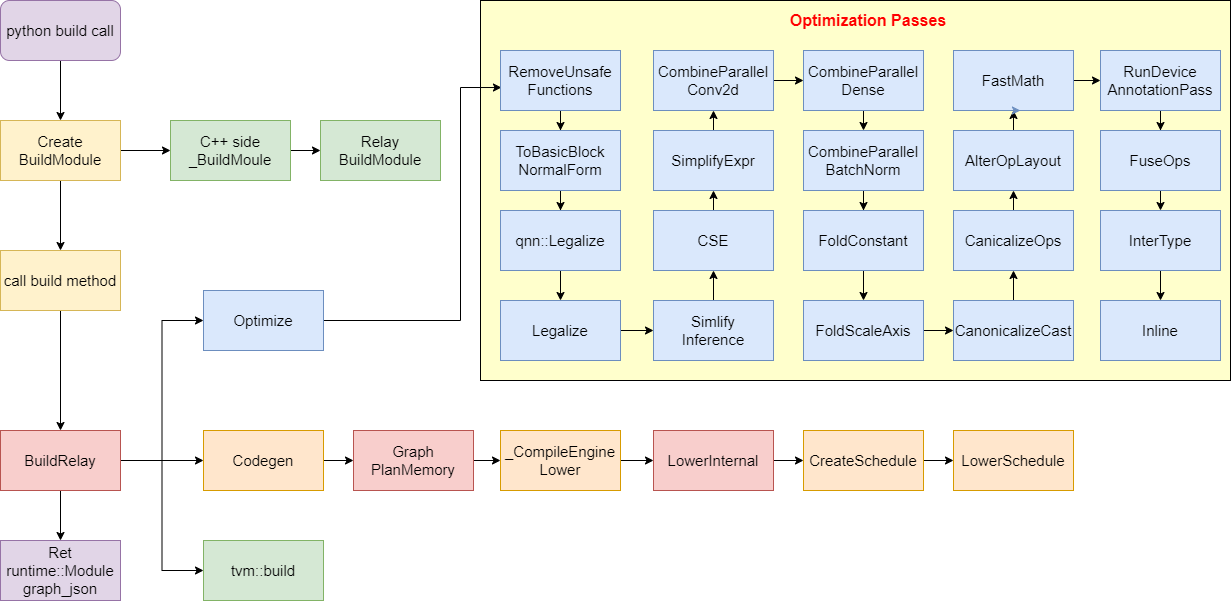 python build call
Create
BuildModule
C++ side
_BuildMoule
Relay
BuildModule
call build method
BuildRelay
Ret
runtime::Module
graph_json
Optimize
Codegen
Graph
PlanMemory
_CompileEngine
Lower
LowerInternal
CreateSchedule
LowerSchedule
tvm::build
Optimization Passes
RemoveUnsafe
Functions
ToBasicBlock
NormalForm
qnn::Legalize
Legalize
Simlify
Inference
CSE
SimplifyExpr
CombineParallel
Conv2d
CombineParallel
Dense
CombineParallel
BatchNorm
FoldConstant
FoldScaleAxis
CanonicalizeCast
CanicalizeOps
AlterOpLayout
FastMath
RunDevice
AnnotationPass
FuseOps
InterType
Inline